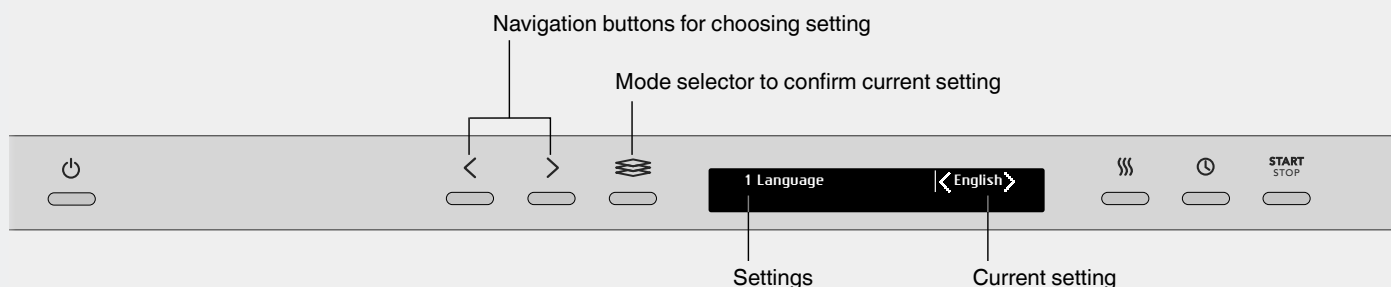 Navigation buttons for choosing setting
Mode selector to confirm current setting
1 Language
English
START
STOP
Settings
Current setting